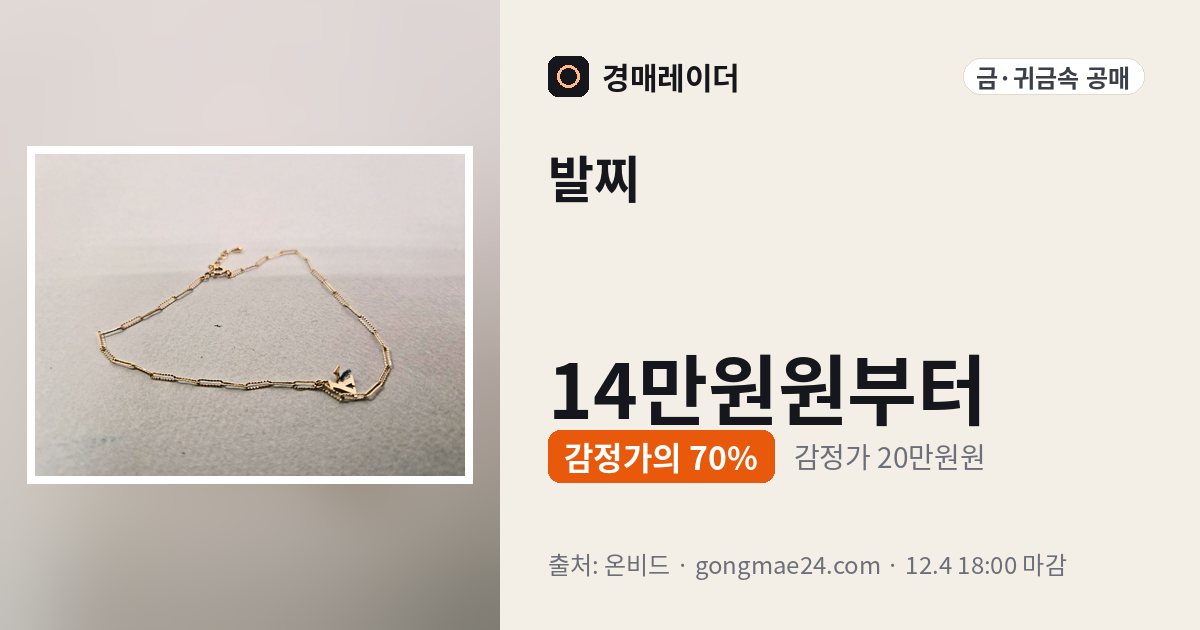 경매레이더
금·귀금속 공매
발찌
14만원원부터
감정가의 70%
감정가 20만원원
출처: 온비드 · gongmae24.com · 12.4 18:00 마감